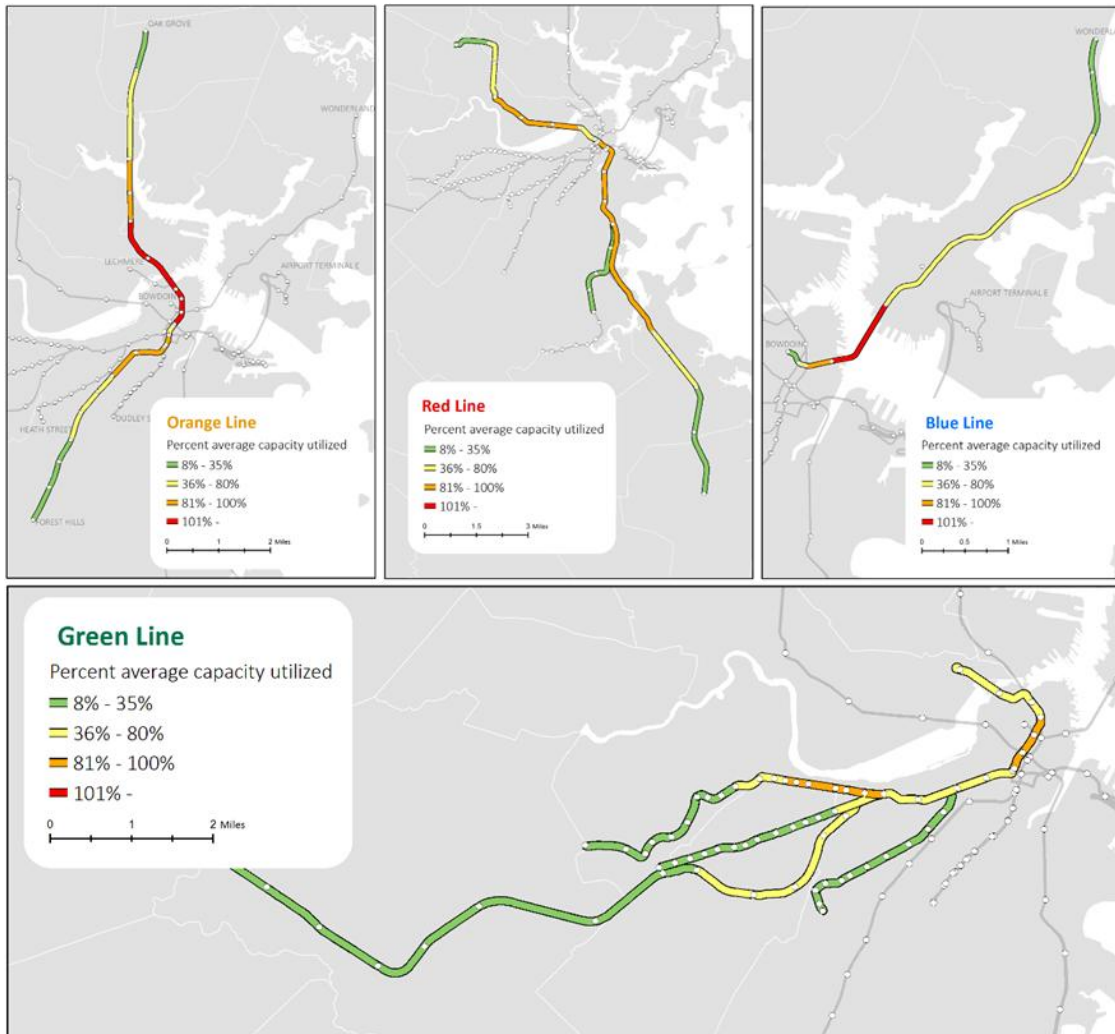 OAK GROVE
WONDERLAND
LECHMERE
AIRPORT TERMINAL E
BOWDOIN
HEATH STREET
FOREST HILLS
Orange Line
Percent average capacity utilized
8% - 35%
36% - 80%
81% - 100%
101% -
0 1 2 Miles
Red Line
Percent average capacity utilized
8% - 35%
36% - 80%
81% - 100%
101% -
0 1.5 3 Miles
AIRPORT TERMINAL E
BOWDOIN
Blue Line
Percent average capacity utilized
8% - 35%
36% - 80%
81% - 100%
101% -
0 0.5 1 Miles
Green Line
Percent average capacity utilized
8% - 35%
36% - 80%
81% - 100%
101% -
0 1 2 Miles